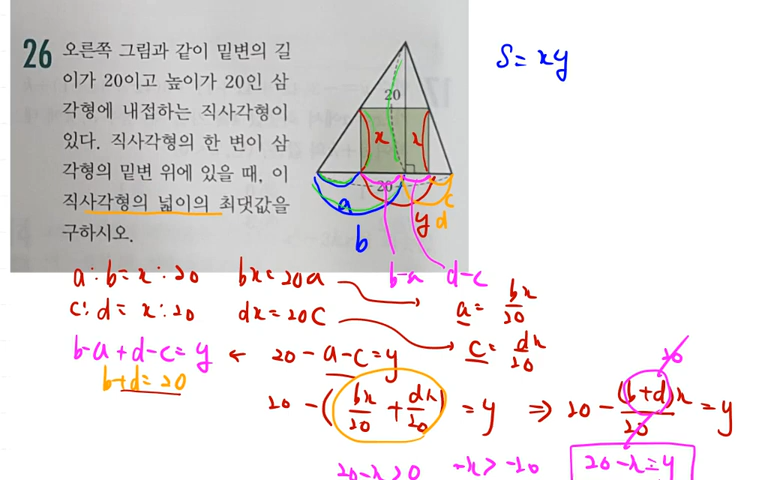 26 오른쪽 그림과 같이 밑변의 길
이가 20이고 높이가 20인 삼
각형에 내접하는 직사각형이
있다. 직사각형의 한 변이 삼
각형의 밑변 위에 있을 때, 이
직사각형의 넓이의 최댓값을
구하시오.
20
x x
20
a b y c d
S = xy
b-a d-c
a : b = x : 20 bx = 20a → a = bx/20
c : d = x : 20 dx = 20c → c = dx/20
b-a+d-c = y ← 20 - a - c = y
b+d = 20
20
20 - (bx/20 + dx/20) = y ⇒ 20 - (b+d)x/20 = y
20-x>0 -x > -20 20-x=y